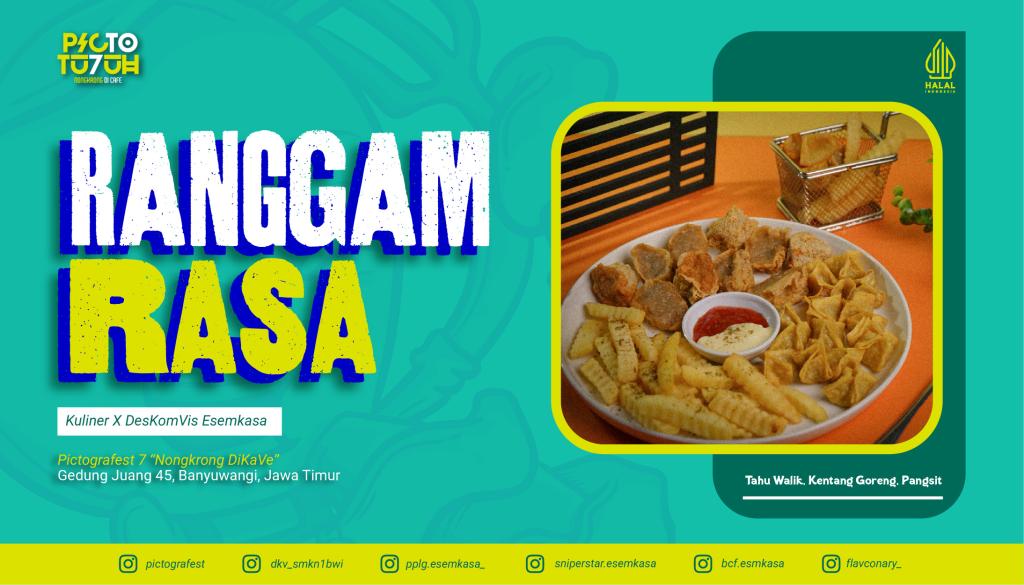 PICTO
TU7UH
NONGKRONG DI CAFE
HALAL
INDONESIA
RANGGAM
RASA
Kuliner X DesKomVis Esemkasa
Pictografest 7 “Nongkrong DiKaVe”
Gedung Juang 45, Banyuwangi, Jawa Timur
Tahu Walik, Kentang Goreng, Pangsit
pictografest
dkv_smkn1bwi
pplg.esemkasa_
sniperstar.esemkasa
bcf.esmkasa
flavconary_